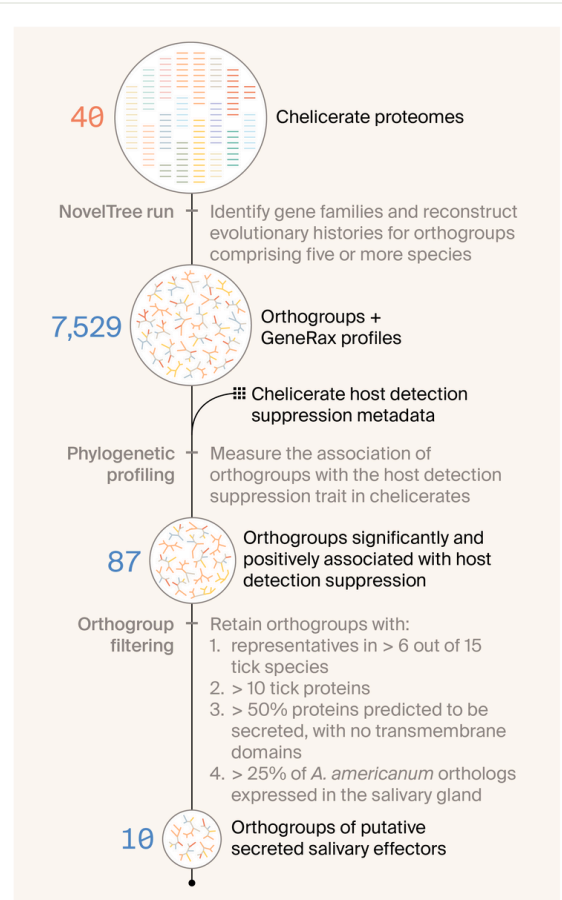 40
Chelicerate proteomes
NovelTree run
Identify gene families and reconstruct
evolutionary histories for orthogroups
comprising five or more species
7,529
Orthogroups +
GeneRax profiles
Chelicerate host detection
suppression metadata
Phylogenetic
profiling
Measure the association of
orthogroups with the host detection
suppression trait in chelicerates
87
Orthogroups significantly and
positively associated with host
detection suppression
Orthogroup
filtering
Retain orthogroups with:
1. representatives in > 6 out of 15
tick species
2. > 10 tick proteins
3. > 50% proteins predicted to be
secreted, with no transmembrane
domains
4. > 25% of A. americanum orthologs
expressed in the salivary gland
10
Orthogroups of putative
secreted salivary effectors